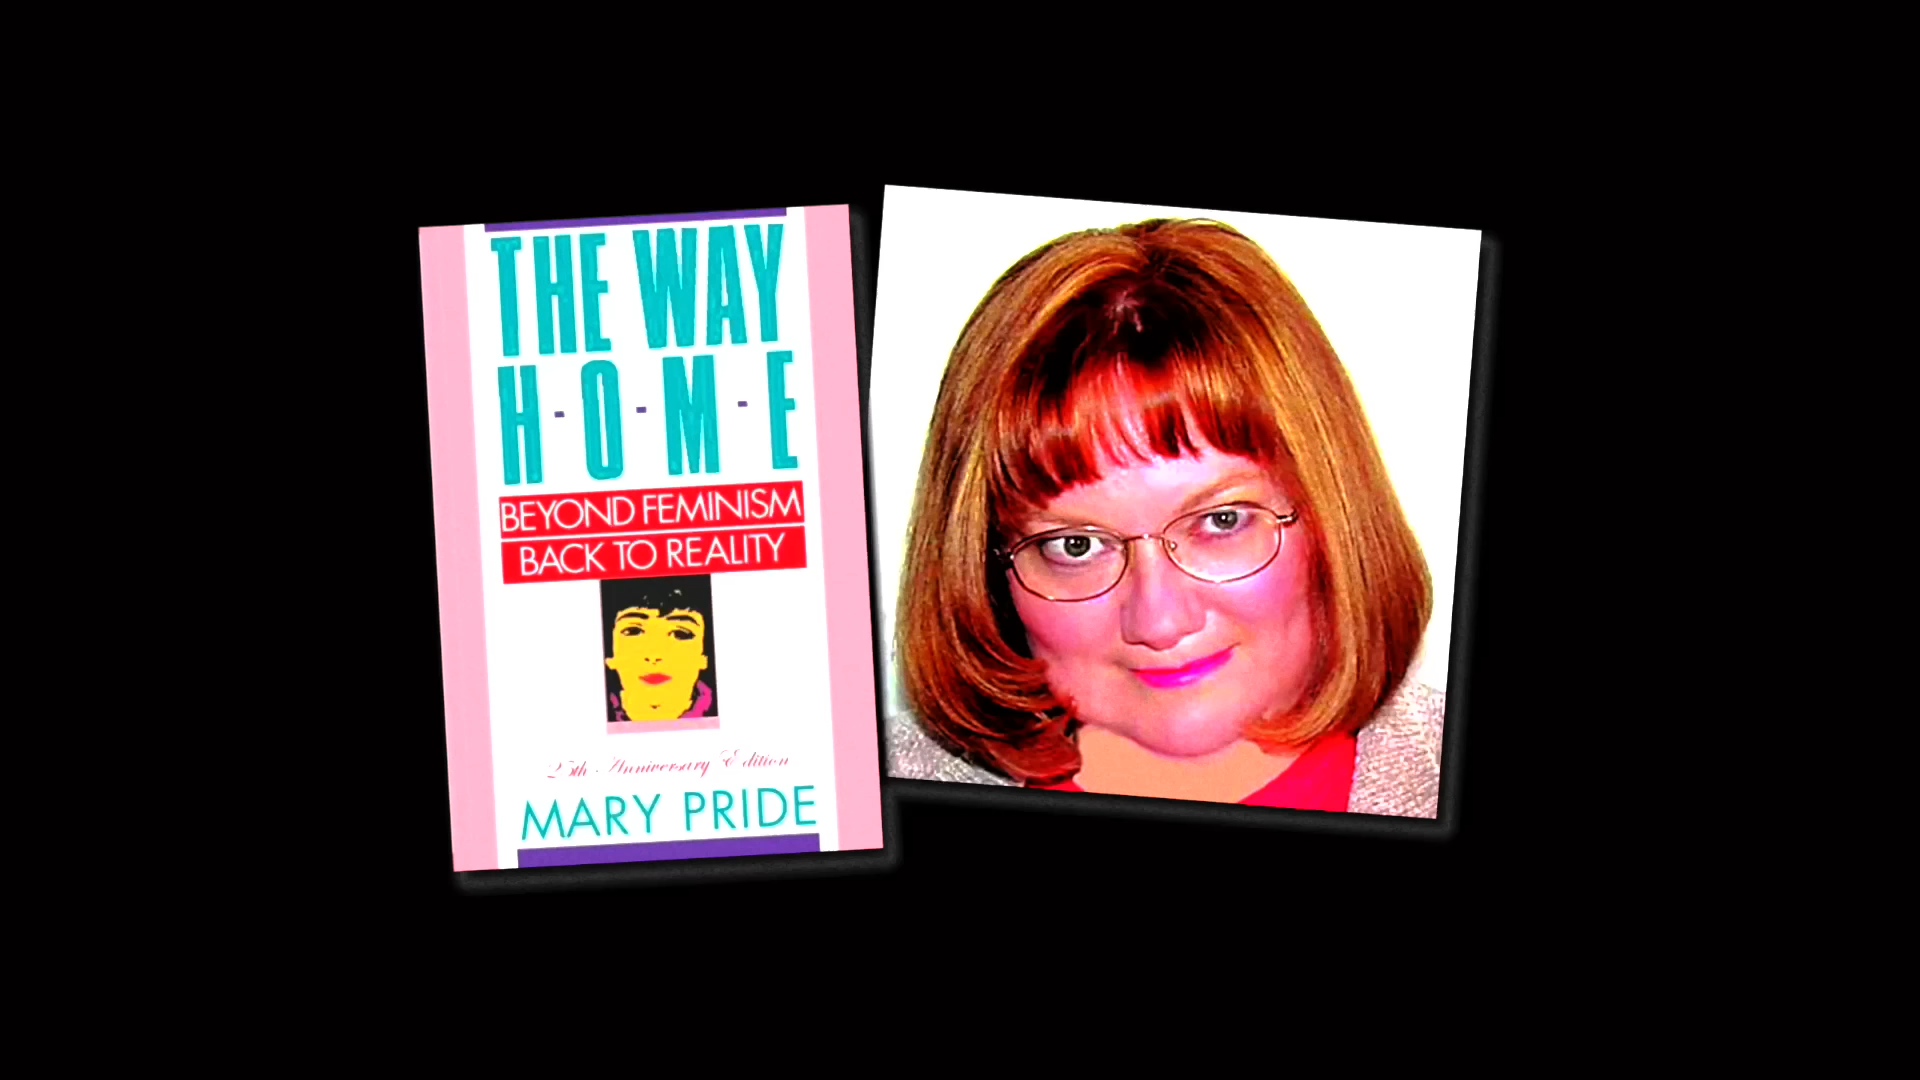 THE WAY
H-O-M-E
BEYOND FEMINISM
BACK TO REALITY
25th Anniversary Edition
MARY PRIDE